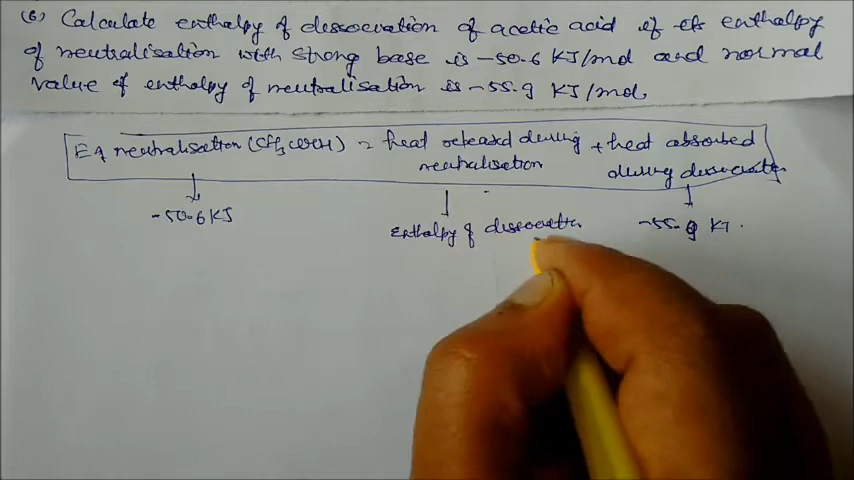 (6) Calculate enthalpy of dissociation of acetic acid if its enthalpy
of neutralisation with strong base is -50.6 KJ/mol and normal
value of enthalpy of neutralisation is -55.9 KJ/mol.
E of neutralisation (CH3COOH) = heat released during + heat absorbed
neutralisation during dissociation
-50.6 KJ
Enthalpy of dissociation -55.9 KJ.